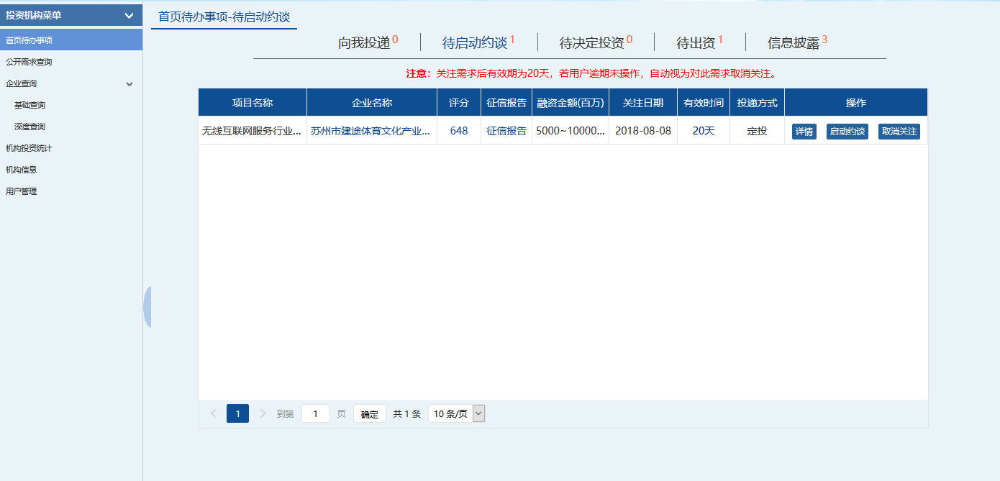 投资机构菜单
首页待办事项
公开需求查询
企业查询
基础查询
深度查询
机构投资统计
机构信息
用户管理
首页待办事项-待启动约谈
向我投递0 待启动约谈1 待决定投资0 待出资1 信息披露3
注意：关注需求后有效期为20天，若用户逾期未操作，自动视为对此需求取消关注。
项目名称 企业名称 评分 征信报告 融资金额(百万) 关注日期 有效时间 投递方式 操作
无线互联网服务行业... 苏州市建途体育文化产业... 648 征信报告 5000~10000... 2018-08-08 20天 定投 详情 启动约谈 取消关注
1 到第 1 页 确定 共 1 条 10 条/页